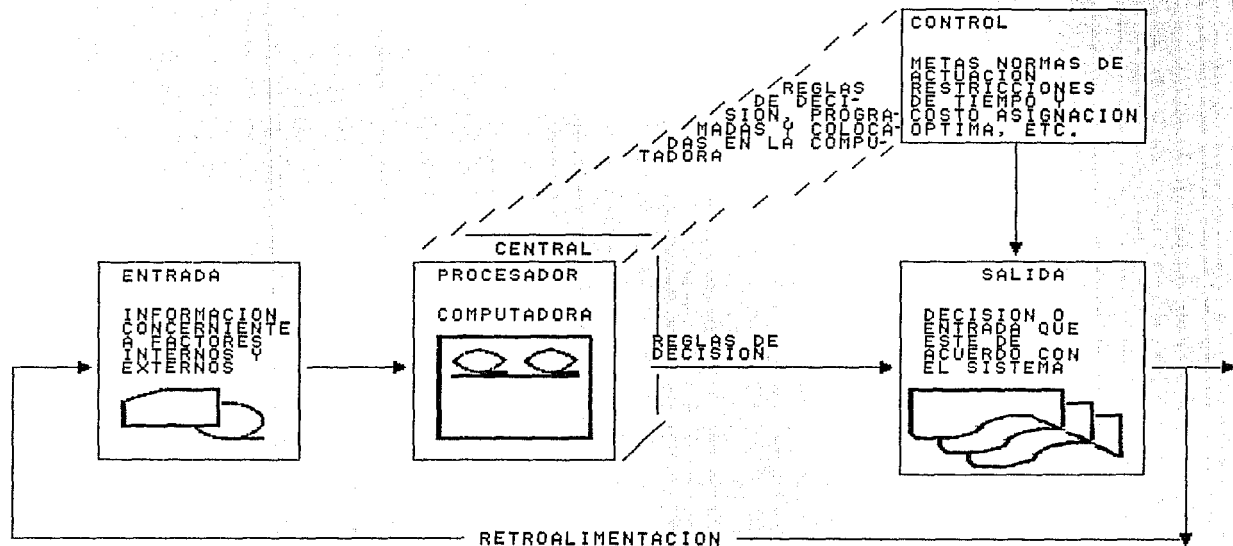 CONTROL
METAS NORMAS DE
ACTUACION
RESTRICCIONES
DE TIEMPO Y
COSTO ASIGNACION
OPTIMA, ETC.
REGLAS
DE DECI-
SION, PROGRA-
MADAS Y COLOCA-
DAS EN LA COMPU-
TADORA
CENTRAL
ENTRADA
INFORMACION
CONCERNIENTE
A FACTORES
INTERNOS Y
EXTERNOS
PROCESADOR
COMPUTADORA
REGLAS DE
DECISION
SALIDA
DECISION O
ENTRADA QUE
ESTE DE
ACUERDO CON
EL SISTEMA
RETROALIMENTACION